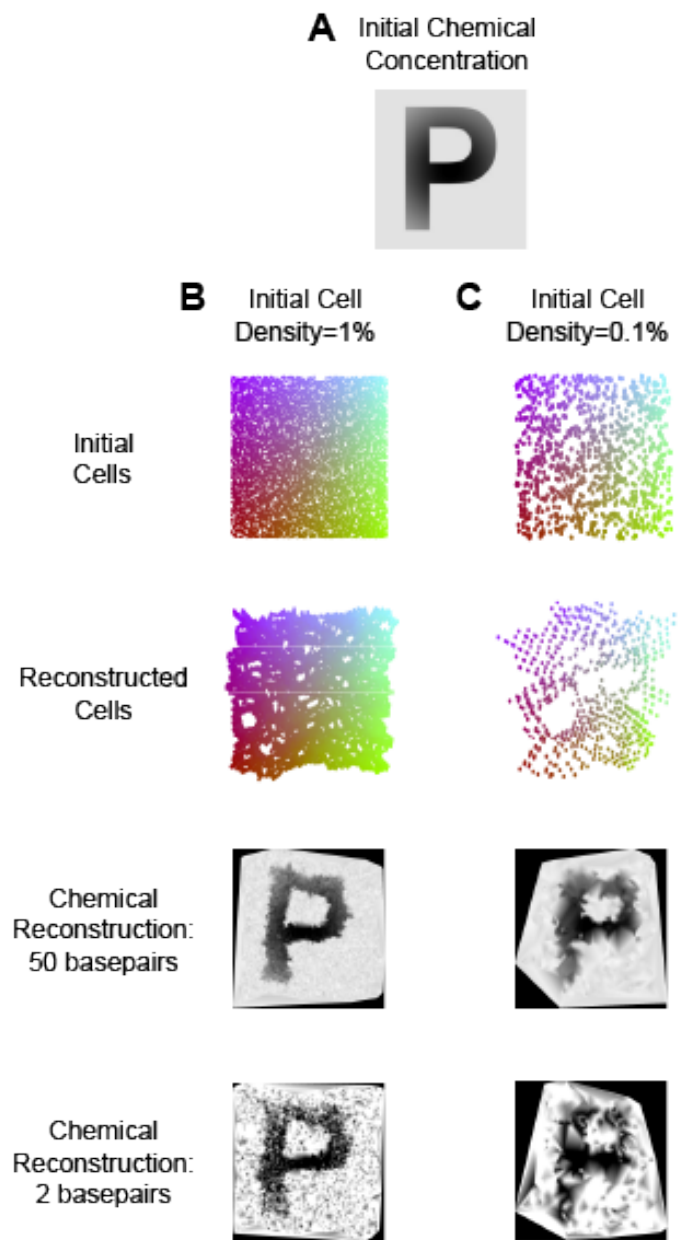 A Initial Chemical
Concentration
P
B Initial Cell
Density=1%
C Initial Cell
Density=0.1%
Initial
Cells
Reconstructed
Cells
Chemical
Reconstruction:
50 basepairs
P
P
Chemical
Reconstruction:
2 basepairs
P
P